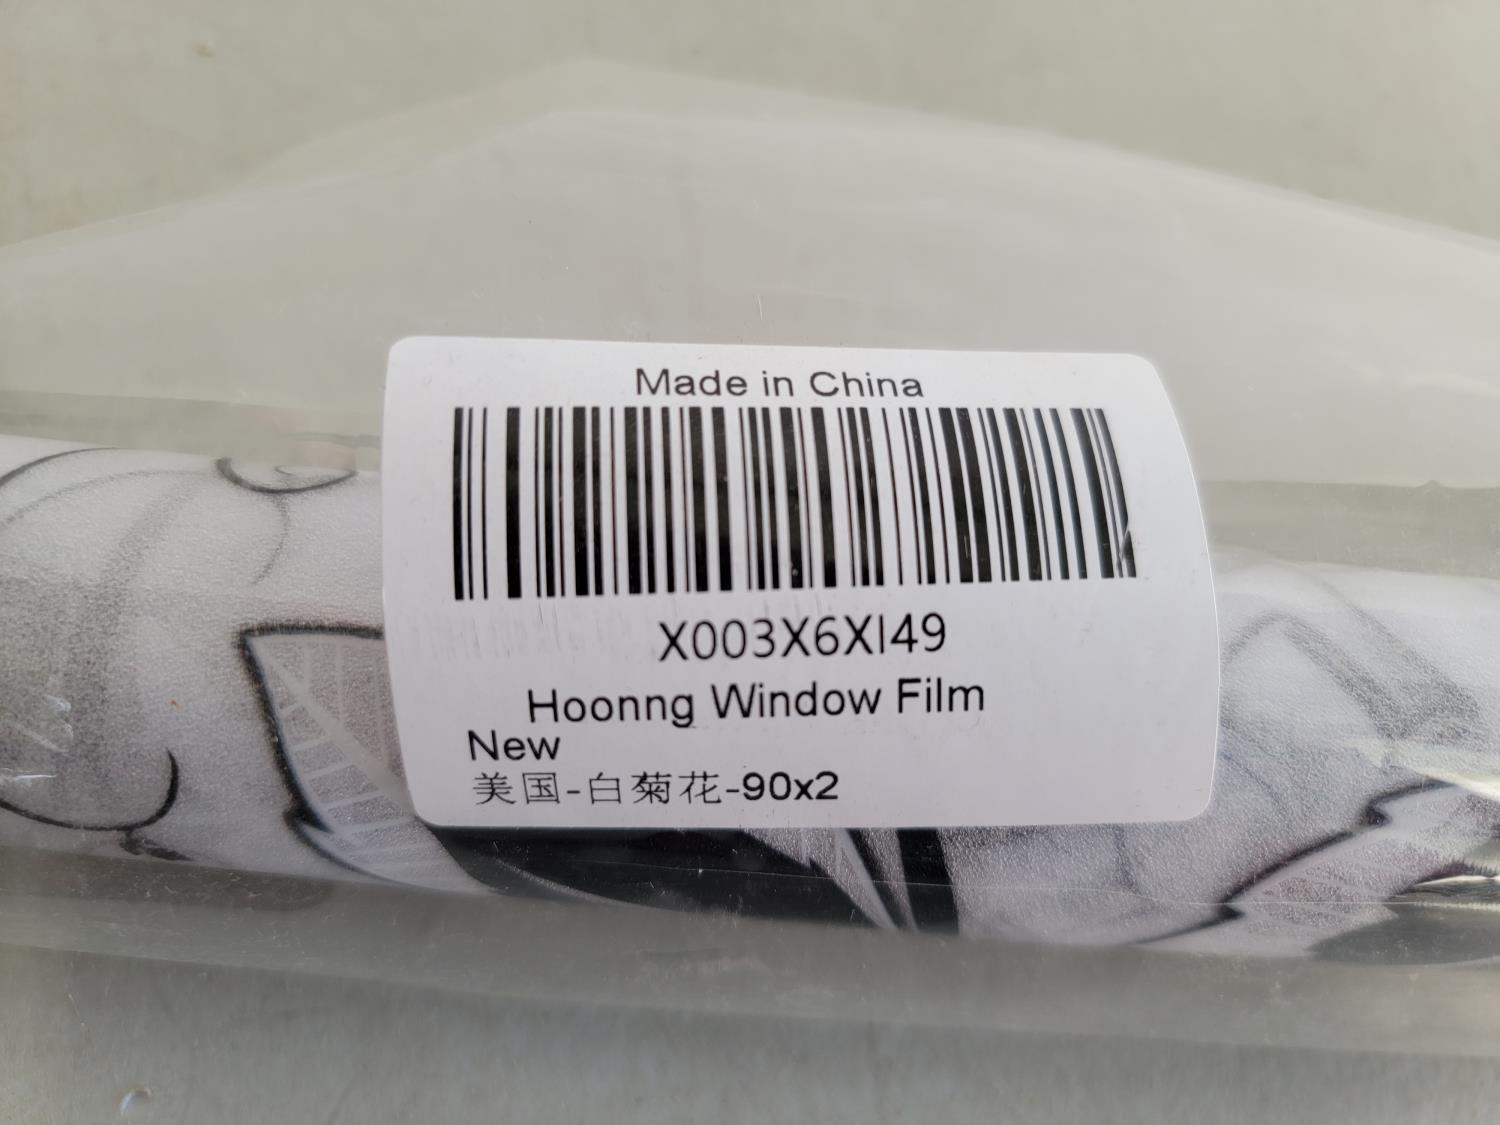 Made in China
X003X6XI49
Hoonng Window Film
New
美国-白菊花-90x2